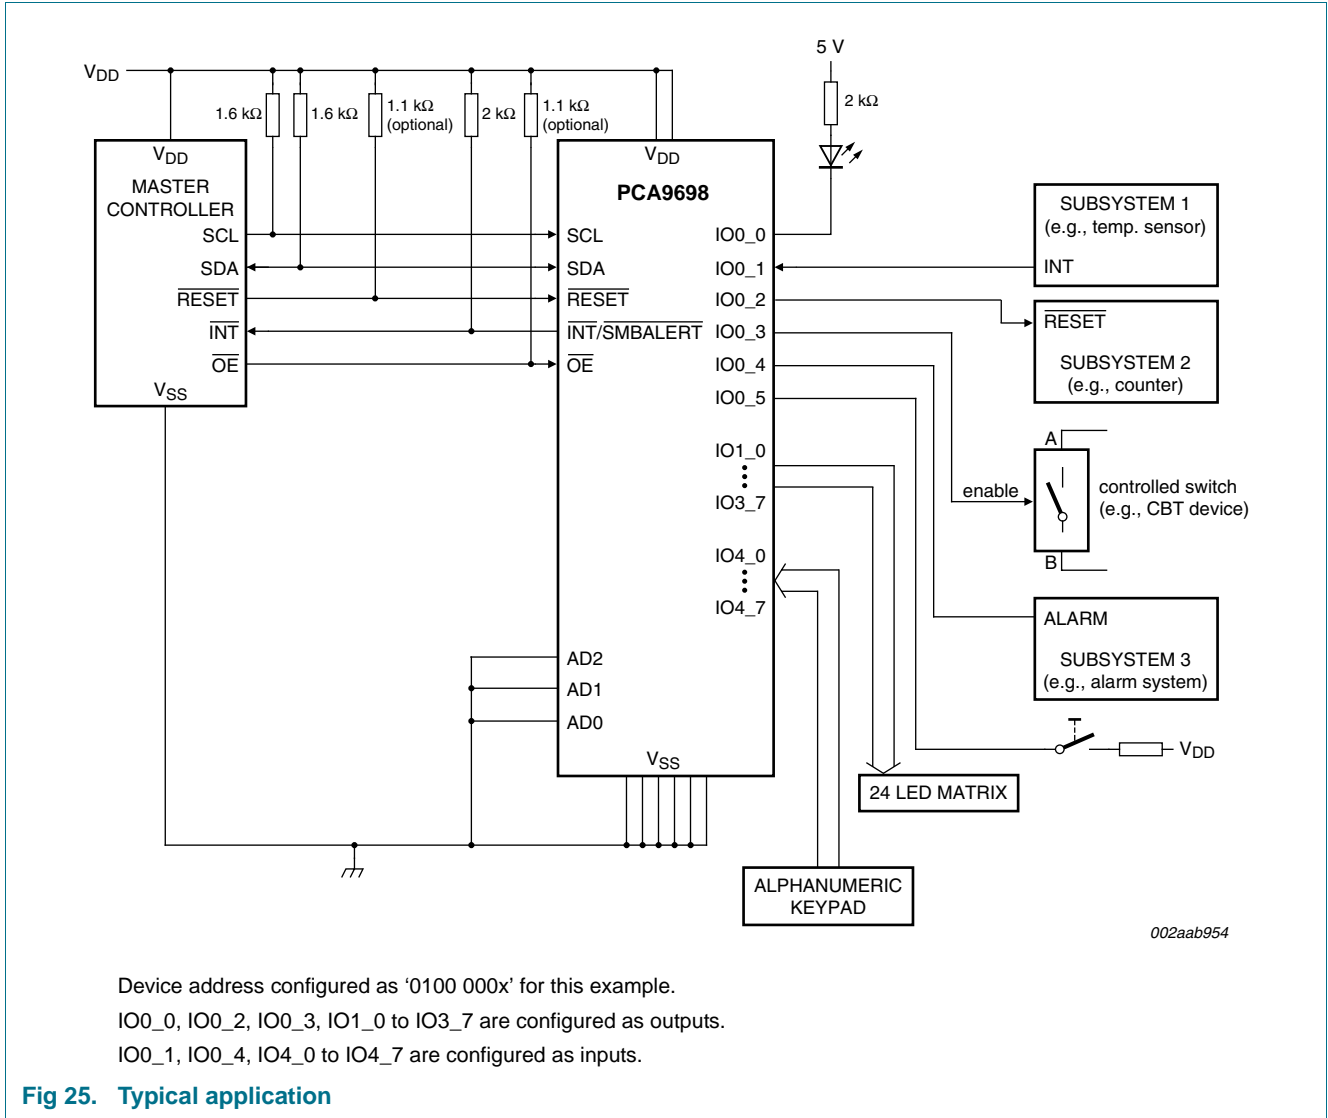 5 V
2 kΩ
VDD
1.6 kΩ
1.6 kΩ
1.1 kΩ
(optional)
2 kΩ
1.1 kΩ
(optional)
VDD
MASTER
CONTROLLER
SCL
SDA
RESET
INT
OE
VSS
VDD
PCA9698
SCL
SDA
RESET
INT/SMBALERT
OE
AD2
AD1
AD0
VSS
IO0_0
IO0_1
IO0_2
IO0_3
IO0_4
IO0_5
IO1_0
IO3_7
IO4_0
IO4_7
SUBSYSTEM 1
(e.g., temp. sensor)
INT
RESET
SUBSYSTEM 2
(e.g., counter)
A
enable
controlled switch
(e.g., CBT device)
B
ALARM
SUBSYSTEM 3
(e.g., alarm system)
VDD
24 LED MATRIX
ALPHANUMERIC
KEYPAD
002aab954
Device address configured as ‘0100 000x’ for this example.
IO0_0, IO0_2, IO0_3, IO1_0 to IO3_7 are configured as outputs.
IO0_1, IO0_4, IO4_0 to IO4_7 are configured as inputs.
Fig 25. Typical application